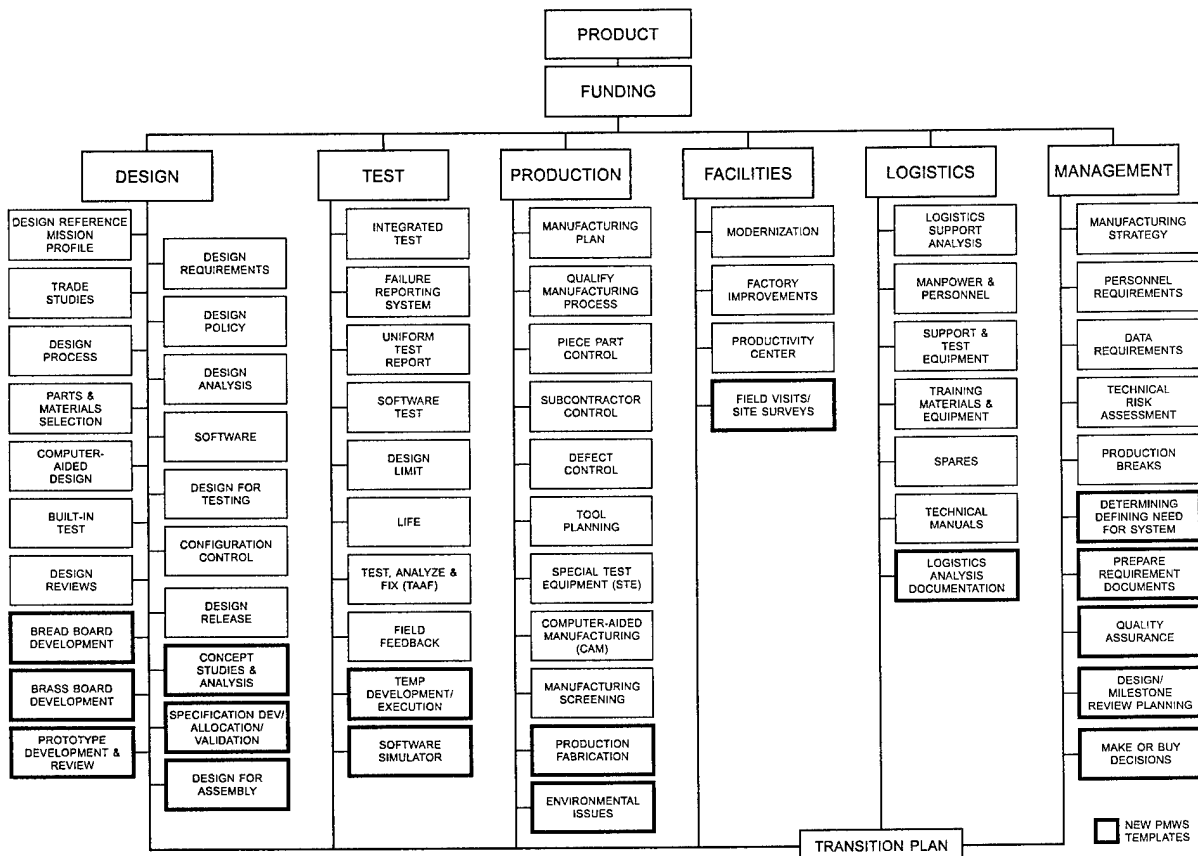 PRODUCT
FUNDING
DESIGN
TEST
PRODUCTION
FACILITIES
LOGISTICS
MANAGEMENT
DESIGN REFERENCE
MISSION
PROFILE
TRADE
STUDIES
DESIGN
PROCESS
PARTS &
MATERIALS
SELECTION
COMPUTER-
AIDED
DESIGN
BUILT-IN
TEST
DESIGN
REVIEWS
BREAD BOARD
DEVELOPMENT
BRASS BOARD
DEVELOPMENT
PROTOTYPE
DEVELOPMENT &
REVIEW
DESIGN
REQUIREMENTS
DESIGN
POLICY
DESIGN
ANALYSIS
SOFTWARE
DESIGN FOR
TESTING
CONFIGURATION
CONTROL
DESIGN
RELEASE
CONCEPT
STUDIES &
ANALYSIS
SPECIFICATION DEV/
ALLOCATION/
VALIDATION
DESIGN FOR
ASSEMBLY
INTEGRATED
TEST
FAILURE
REPORTING
SYSTEM
UNIFORM
TEST
REPORT
SOFTWARE
TEST
DESIGN
LIMIT
LIFE
TEST, ANALYZE &
FIX (TAAF)
FIELD
FEEDBACK
TEMP
DEVELOPMENT/
EXECUTION
SOFTWARE
SIMULATOR
MANUFACTURING
PLAN
QUALIFY
MANUFACTURING
PROCESS
PIECE PART
CONTROL
SUBCONTRACTOR
CONTROL
DEFECT
CONTROL
TOOL
PLANNING
SPECIAL TEST
EQUIPMENT (STE)
COMPUTER-AIDED
MANUFACTURING
(CAM)
MANUFACTURING
SCREENING
PRODUCTION
FABRICATION
ENVIRONMENTAL
ISSUES
MODERNIZATION
FACTORY
IMPROVEMENTS
PRODUCTIVITY
CENTER
FIELD VISITS/
SITE SURVEYS
LOGISTICS
SUPPORT
ANALYSIS
MANPOWER &
PERSONNEL
SUPPORT &
TEST
EQUIPMENT
TRAINING
MATERIALS &
EQUIPMENT
SPARES
TECHNICAL
MANUALS
LOGISTICS
ANALYSIS
DOCUMENTATION
MANUFACTURING
STRATEGY
PERSONNEL
REQUIREMENTS
DATA
REQUIREMENTS
TECHNICAL
RISK
ASSESSMENT
PRODUCTION
BREAKS
DETERMINING
DEFINING NEED
FOR SYSTEM
PREPARE
REQUIREMENT
DOCUMENTS
QUALITY
ASSURANCE
DESIGN/
MILESTONE
REVIEW PLANNING
MAKE OR BUY
DECISIONS
TRANSITION PLAN
NEW PMWS
TEMPLATES